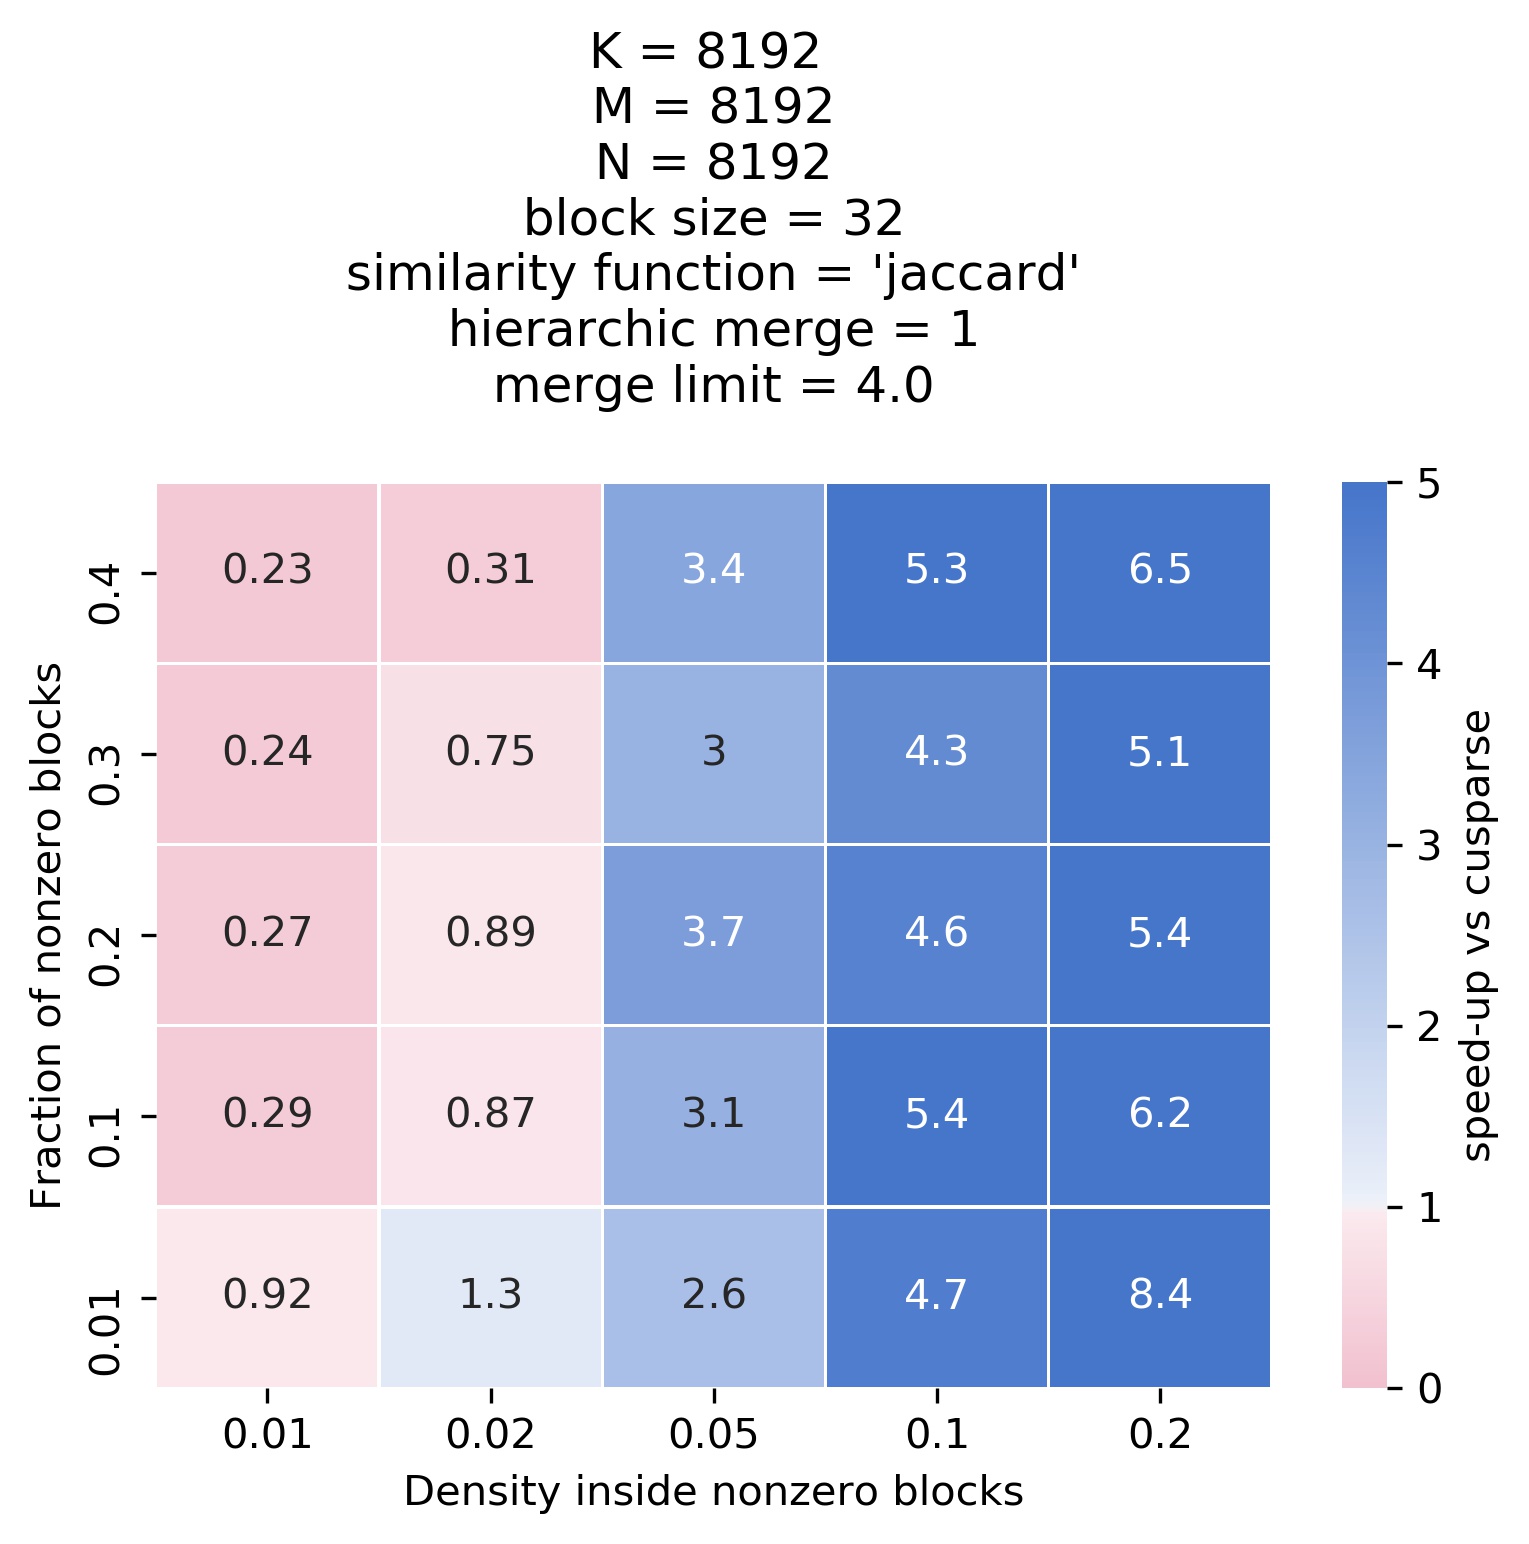 K = 8192
M = 8192
N = 8192
block size = 32
similarity function = 'jaccard'
hierarchic merge = 1
merge limit = 4.0
Fraction of nonzero blocks
0.4 0.23 0.31 3.4 5.3 6.5
0.3 0.24 0.75 3 4.3 5.1
0.2 0.27 0.89 3.7 4.6 5.4
0.1 0.29 0.87 3.1 5.4 6.2
0.01 0.92 1.3 2.6 4.7 8.4
0.01 0.02 0.05 0.1 0.2
Density inside nonzero blocks
5
4
3
2
1
0
speed-up vs cusparse